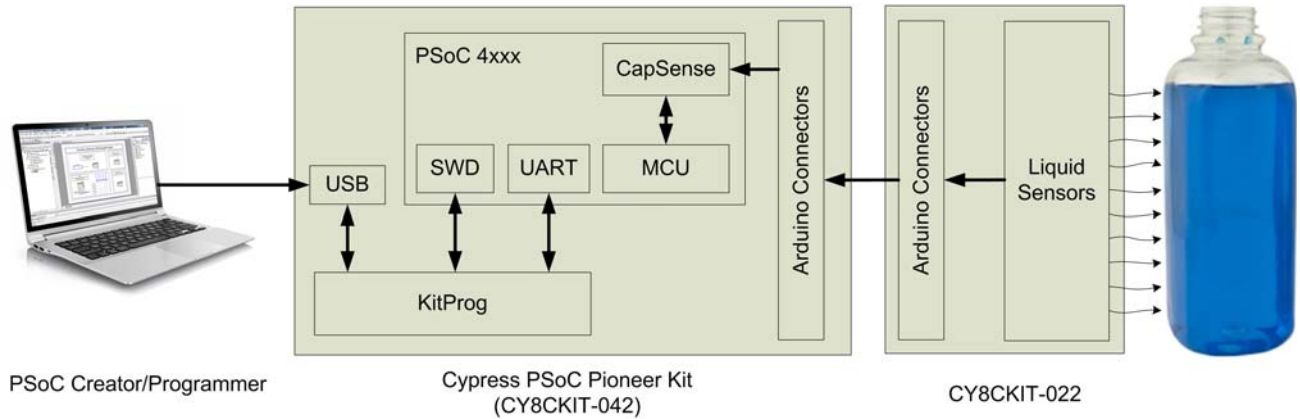 PSoC 4xxx
CapSense
SWD
UART
MCU
USB
KitProg
Arduino Connectors
Arduino Connectors
Liquid
Sensors
PSoC Creator/Programmer
Cypress PSoC Pioneer Kit
(CY8CKIT-042)
CY8CKIT-022